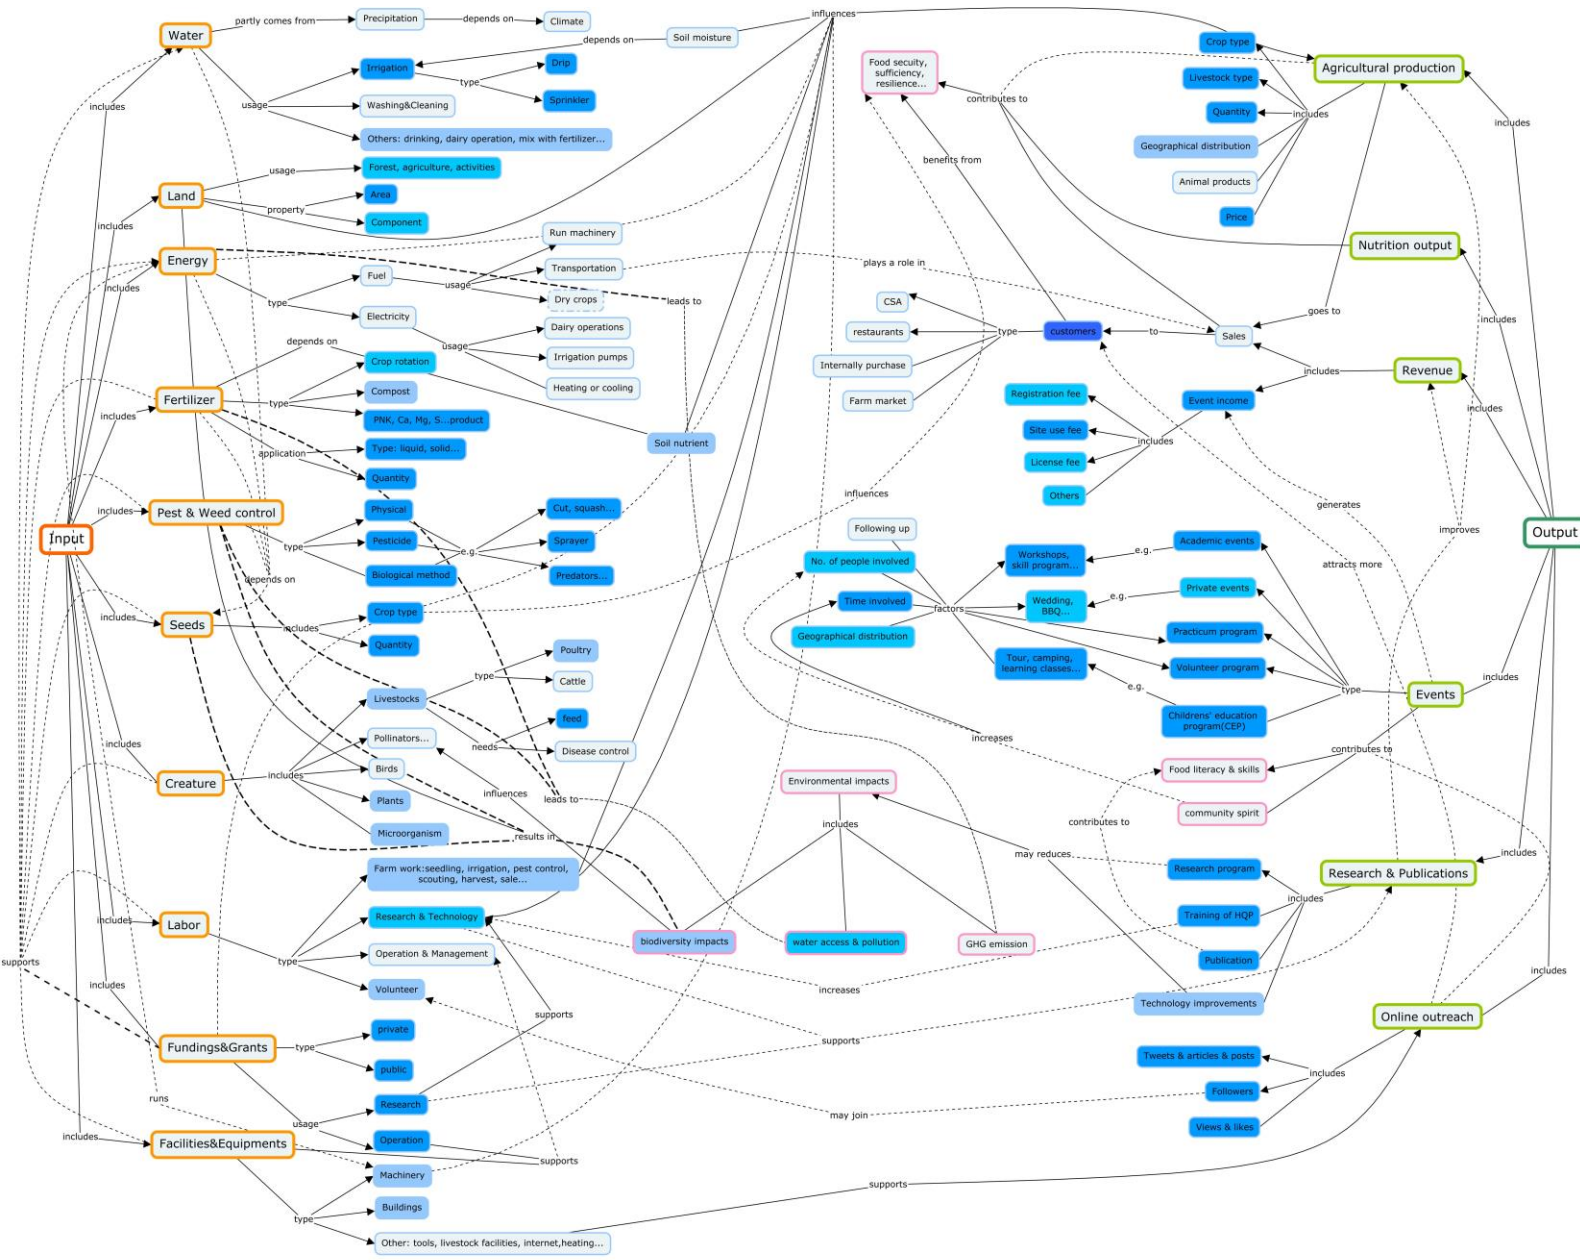 Water
partly comes from
Precipitation
depends on
Climate
Soil moisture
depends on
influences
usage
Irrigation
type
Drip
Sprinkler
Washing&Cleaning
Others: drinking, dairy operation, mix with fertilizer...
includes
Land
usage
Forest, agriculture, activities
property
Area
Component
includes
Energy
type
Fuel
usage
Run machinery
Transportation
Dry crops
leads to
Electricity
usage
Dairy operations
Irrigation pumps
Heating or cooling
includes
Fertilizer
depends on
type
Crop rotation
Compost
PNK, Ca, Mg, S...product
application
Type: liquid, solid...
Quantity
Soil nutrient
includes
Pest & Weed control
type
Physical
Pesticide
Biological method
e.g.
Cut, squash...
Sprayer
Predators...
includes
Input
depends on
includes
Seeds
includes
Crop type
Quantity
includes
Creature
includes
Livestocks
type
Poultry
Cattle
needs
feed
Disease control
Pollinators...
Birds
Plants
Microorganism
influences
leads to
results in
includes
Labor
type
Farm work:seedling, irrigation, pest control,
scouting, harvest, sale...
Research & Technology
Operation & Management
Volunteer
supports
includes
Fundings&Grants
type
private
public
usage
Research
Operation
supports
supports
runs
includes
Facilities&Equipments
type
Machinery
Buildings
Other: tools, livestock facilities, internet,heating...
supports
Food secuity,
sufficiency,
resilience...
contributes to
benefits from
Crop type
Livestock type
Quantity
Geographical distribution
Animal products
Price
includes
Agricultural production
includes
Nutrition output
includes
plays a role in
goes to
CSA
restaurants
Internally purchase
Farm market
type
customers
to
Sales
includes
Revenue
includes
Registration fee
Site use fee
License fee
Others
includes
Event income
influences
generates
improves
attracts more
Output
Following up
No. of people involved
Time involved
Geographical distribution
factors
Workshops,
skill program...
Wedding,
BBQ...
Tour, camping,
learning classes...
e.g.
e.g.
e.g.
Academic events
Private events
Practicum program
Volunteer program
Childrens' education
program(CEP)
type
Events
includes
increases
contributes to
Food literacy & skills
community spirit
contributes to
Environmental impacts
includes
may reduces
biodiversity impacts
water access & pollution
GHG emission
Research program
Training of HQP
Publication
Technology improvements
includes
Research & Publications
includes
increases
supports
Online outreach
includes
Tweets & articles & posts
Followers
Views & likes
includes
may join